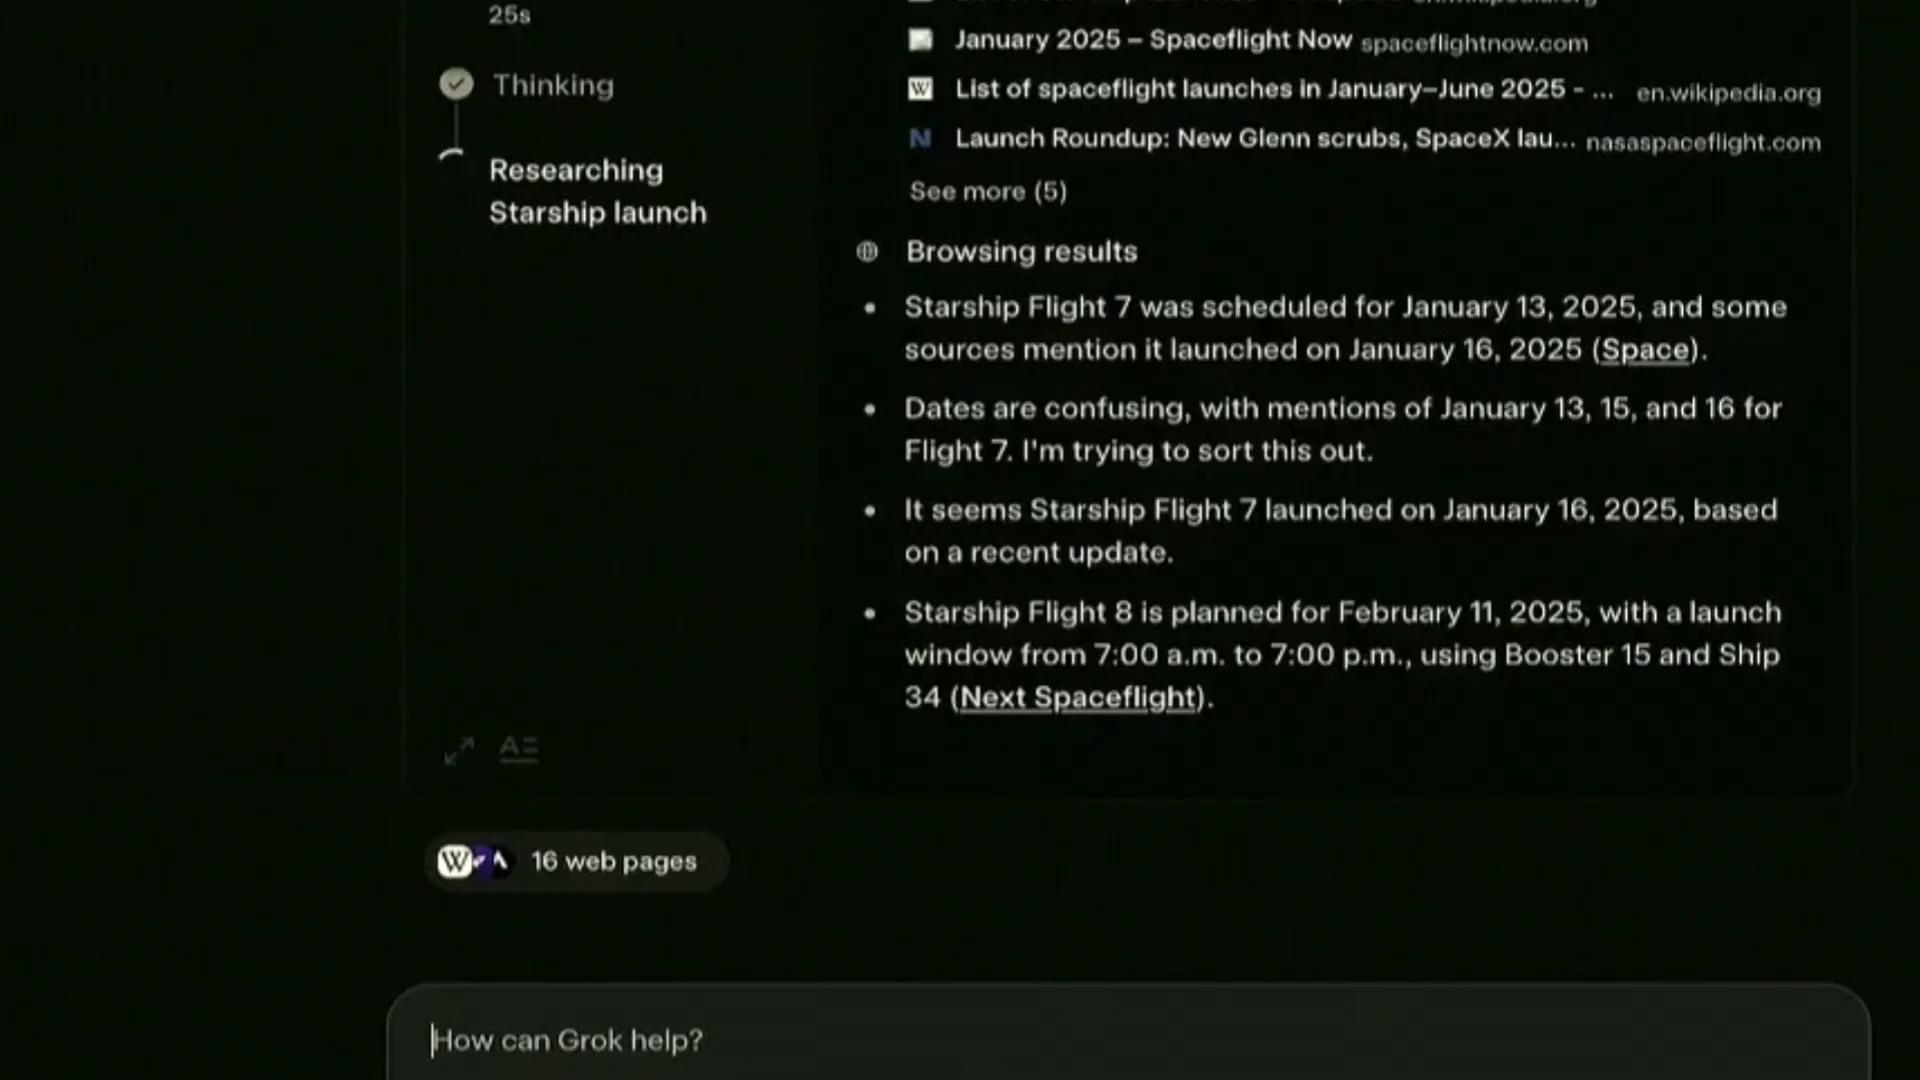 25s
Thinking
Researching
Starship launch
January 2025 – Spaceflight Now spaceflightnow.com
List of spaceflight launches in January–June 2025 - ... en.wikipedia.org
Launch Roundup: New Glenn scrubs, SpaceX lau... nasaspaceflight.com
See more (5)
Browsing results
Starship Flight 7 was scheduled for January 13, 2025, and some
sources mention it launched on January 16, 2025 (Space).
Dates are confusing, with mentions of January 13, 15, and 16 for
Flight 7. I'm trying to sort this out.
It seems Starship Flight 7 launched on January 16, 2025, based
on a recent update.
Starship Flight 8 is planned for February 11, 2025, with a launch
window from 7:00 a.m. to 7:00 p.m., using Booster 15 and Ship
34 (Next Spaceflight).
16 web pages
How can Grok help?